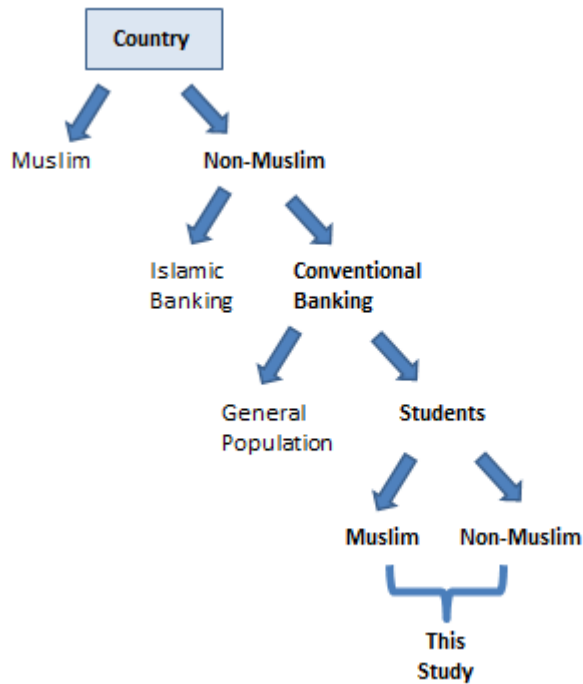 Country
Muslim
Non-Muslim
Islamic
Banking
Conventional
Banking
General
Population
Students
Muslim
Non-Muslim
This
Study